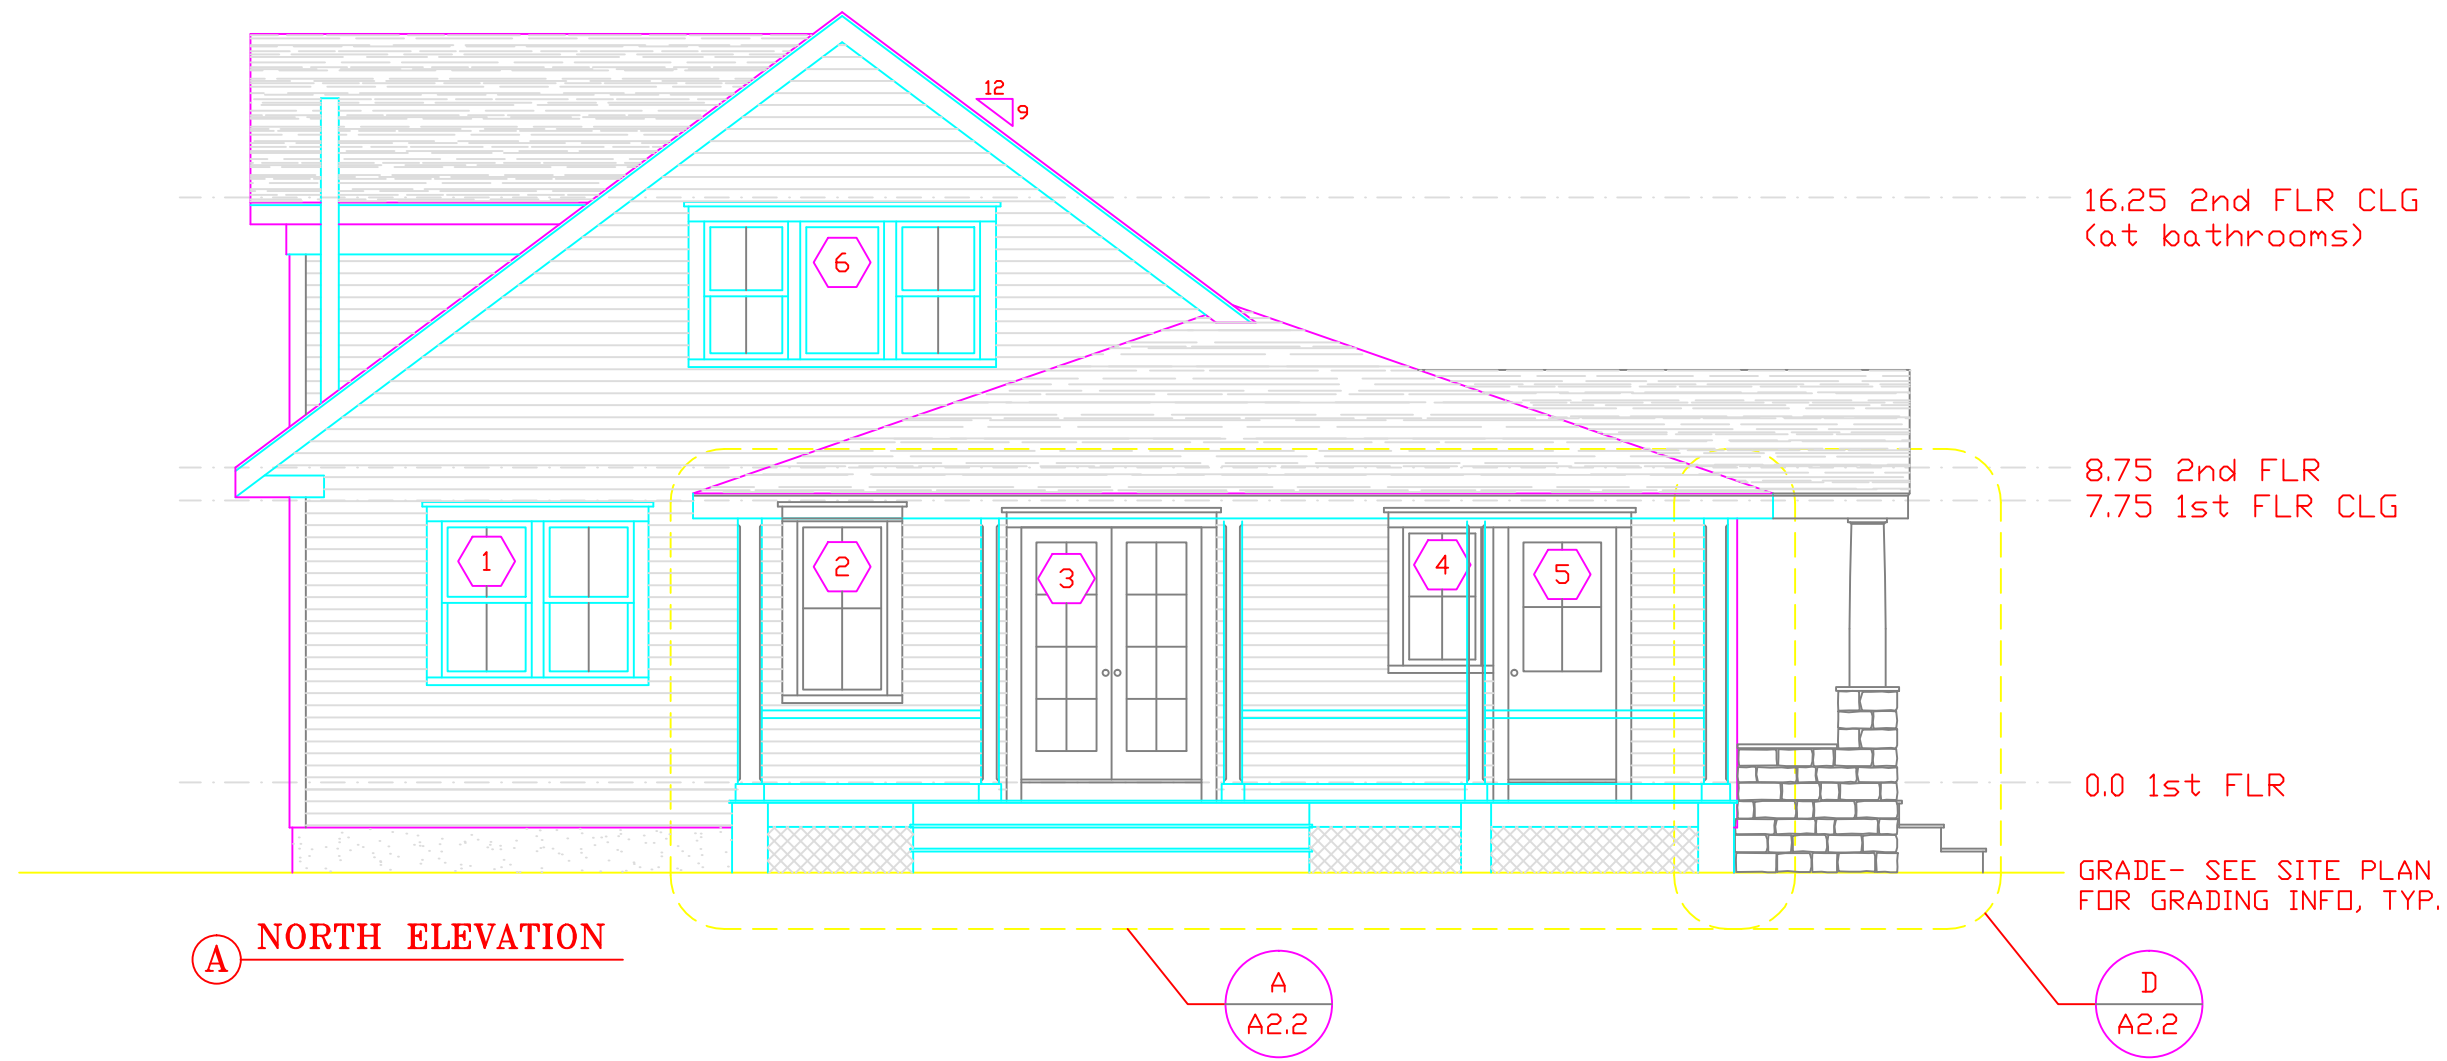 12
9
16.25 2nd FLR CLG
(at bathrooms)
6
8.75 2nd FLR
7.75 1st FLR CLG
1
2
3
4
5
0.0 1st FLR
GRADE- SEE SITE PLAN
FOR GRADING INFO, TYP.
A NORTH ELEVATION
A
A2.2
D
A2.2